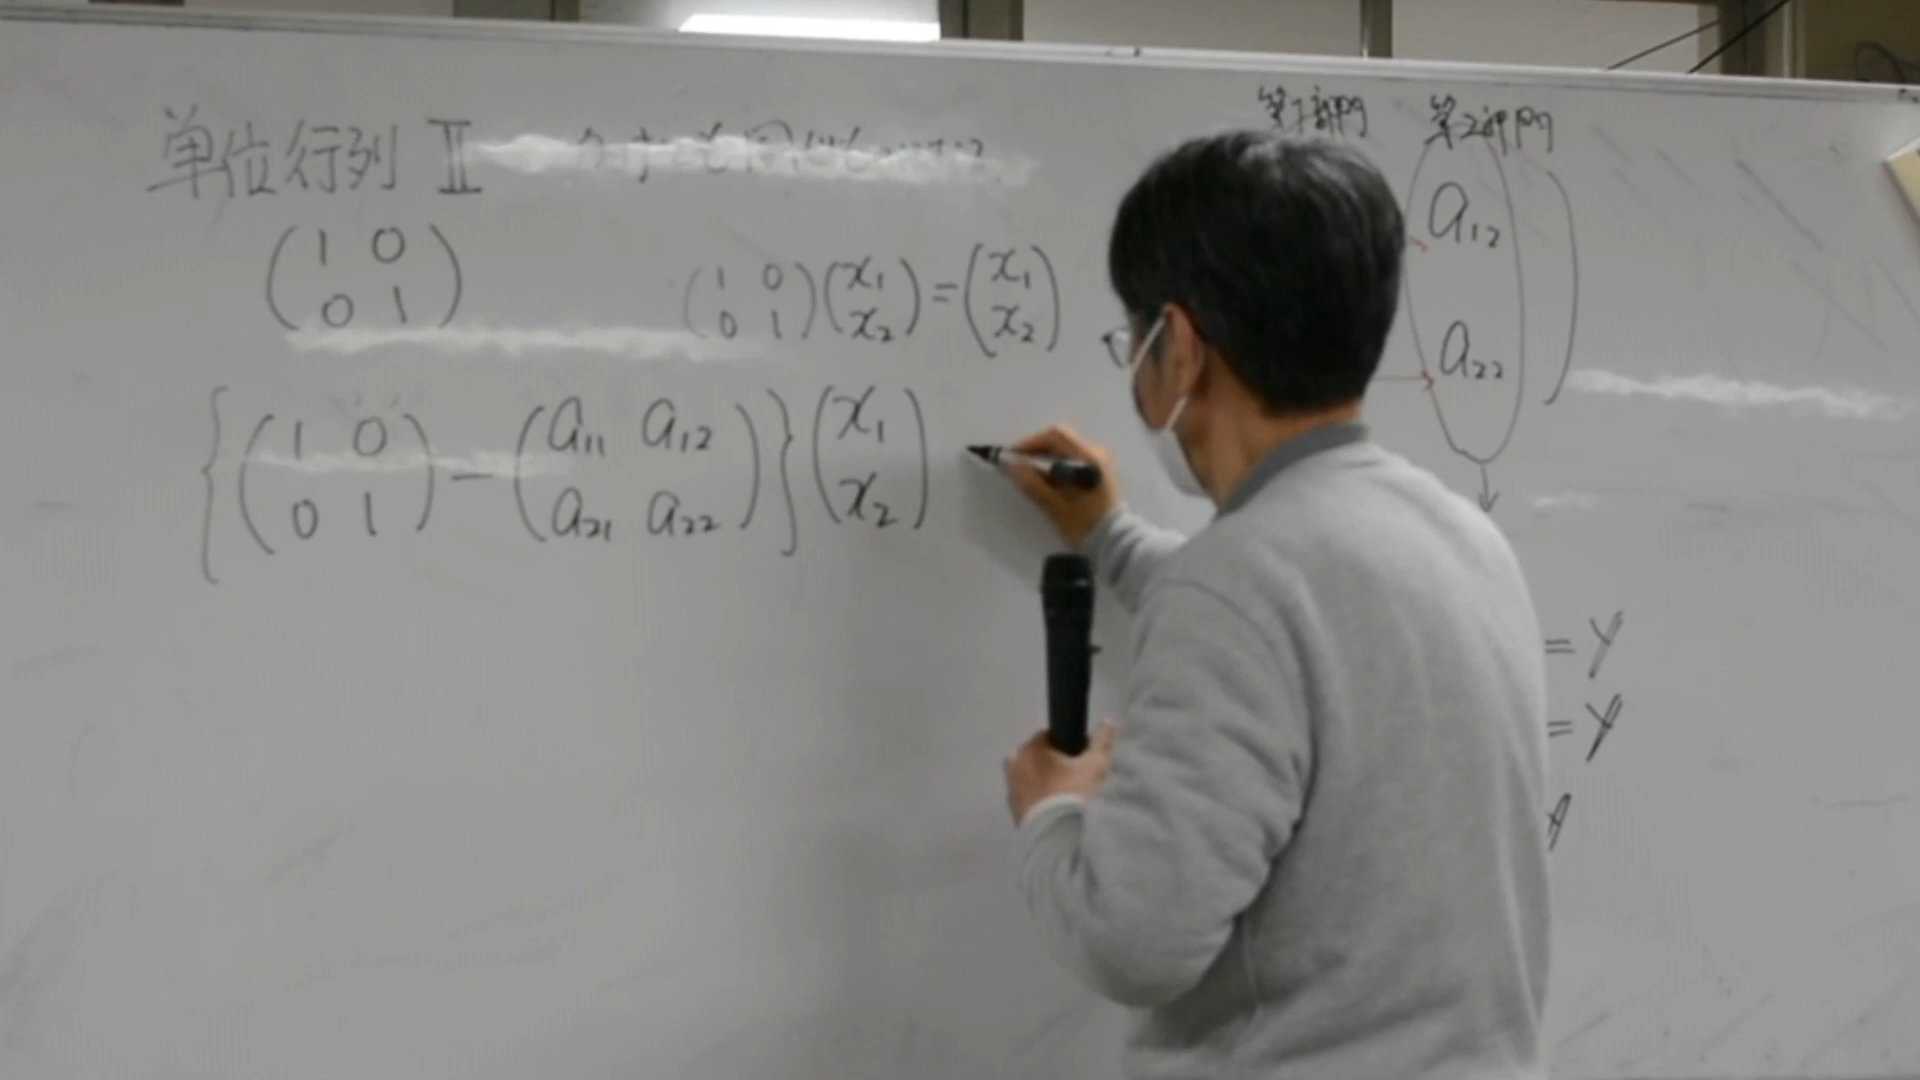 単位行列 II
(1 0
0 1)
(1 0
0 1)(x₁
x₂)=(x₁
x₂)
{(1 0
0 1)−(a₁₁ a₁₂
a₂₁ a₂₂)}(x₁
x₂)
第1部門 第2部門
a₁₂
a₂₂
= Y
= Y
A